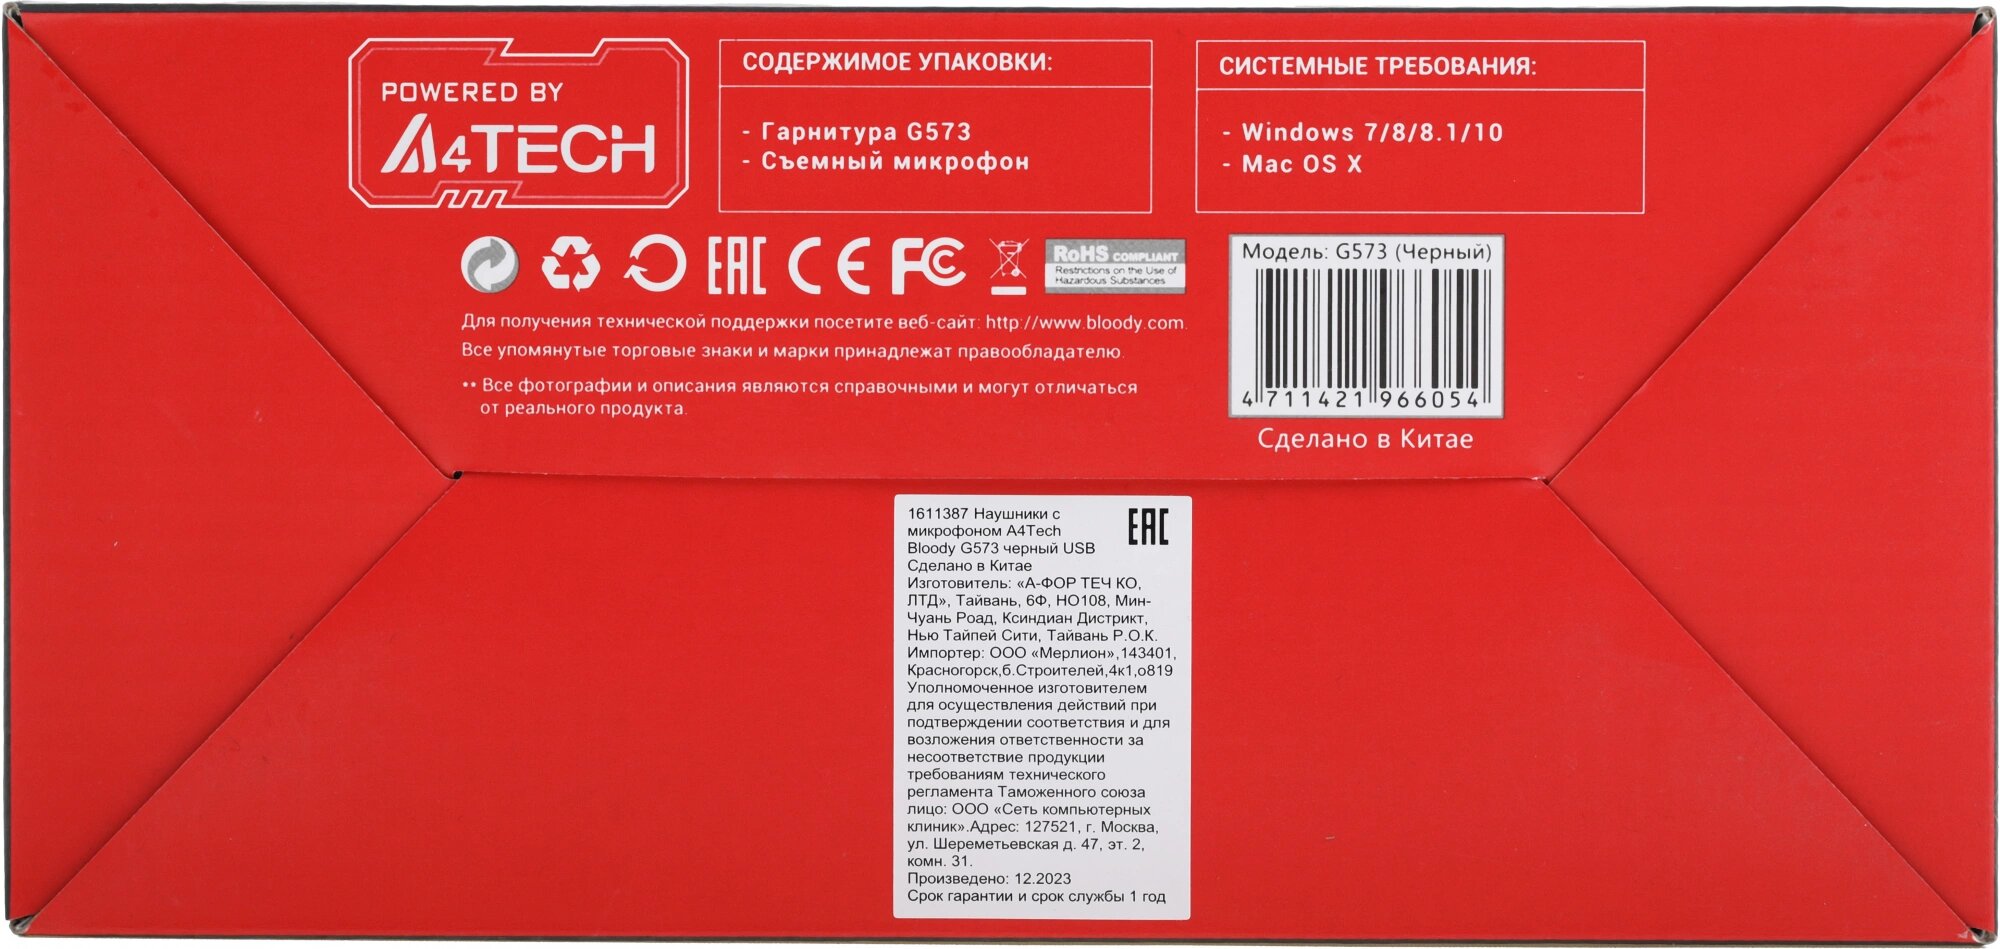 POWERED BY
A4TECH
СОДЕРЖИМОЕ УПАКОВКИ:
- Гарнитура G573
- Съемный микрофон
СИСТЕМНЫЕ ТРЕБОВАНИЯ:
- Windows 7/8/8.1/10
- Mac OS X
EAC CE FC
RoHS COMPLIANT
Restrictions on the Use of
Hazardous Substances
Для получения технической поддержки посетите веб-сайт: http://www.bloody.com.
Все упомянутые торговые знаки и марки принадлежат правообладателю.
** Все фотографии и описания являются справочными и могут отличаться
от реального продукта.
Модель: G573 (Черный)
4 711421 966054
Сделано в Китае
1611387 Наушники с
микрофоном A4Tech
Bloody G573 черный USB
Сделано в Китае
EAC
Изготовитель: «А-ФОР ТЕЧ КО,
ЛТД», Тайвань, 6Ф, НО108, Мин-
Чуань Роад, Ксиндиан Дистрикт,
Нью Тайпей Сити, Тайвань Р.О.К.
Импортер: ООО «Мерлион»,143401,
Красногорск,б.Строителей,4к1,о819
Уполномоченное изготовителем
для осуществления действий при
подтверждении соответствия и для
возложения ответственности за
несоответствие продукции
требованиям технического
регламента Таможенного союза
лицо: ООО «Сеть компьютерных
клиник».Адрес: 127521, г. Москва,
ул. Шереметьевская д. 47, эт. 2,
комн. 31.
Произведено: 12.2023
Срок гарантии и срок службы 1 год